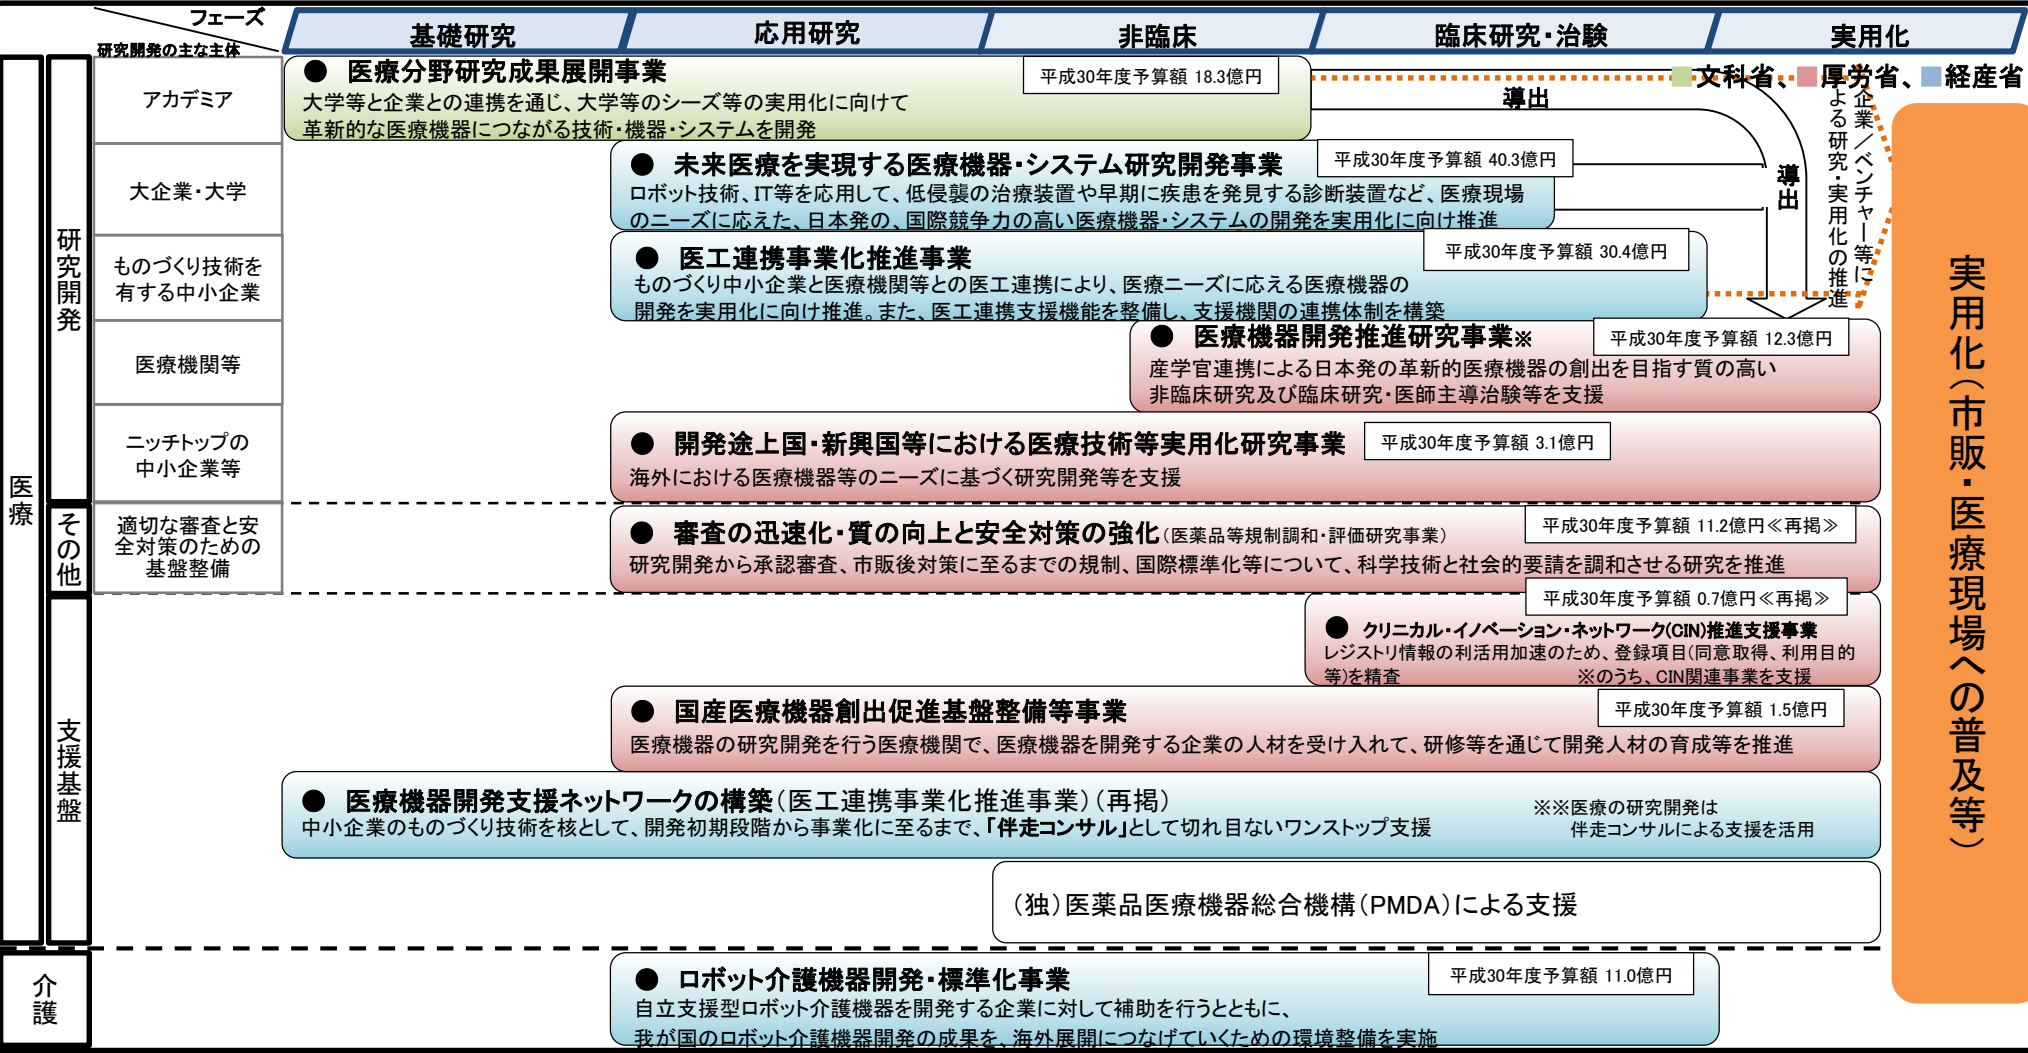 フェーズ
研究開発の主な主体
基礎研究
応用研究
非臨床
臨床研究・治験
実用化
文科省、厚労省、経産省
医療
研究開発
その他
支援基盤
介護
アカデミア
大企業・大学
ものづくり技術を
有する中小企業
医療機関等
ニッチトップの
中小企業等
適切な審査と安
全対策のための
基盤整備
● 医療分野研究成果展開事業
平成30年度予算額 18.3億円
大学等と企業との連携を通じ、大学等のシーズ等の実用化に向けて
革新的な医療機器につながる技術・機器・システムを開発
導出
● 未来医療を実現する医療機器・システム研究開発事業
平成30年度予算額 40.3億円
ロボット技術、IT等を応用して、低侵襲の治療装置や早期に疾患を発見する診断装置など、医療現場
のニーズに応えた、日本発の、国際競争力の高い医療機器・システムの開発を実用化に向け推進
導出
企業／ベンチャー等に
よる研究・実用化の推進
● 医工連携事業化推進事業
平成30年度予算額 30.4億円
ものづくり中小企業と医療機関等との医工連携により、医療ニーズに応える医療機器の
開発を実用化に向け推進。また、医工連携支援機能を整備し、支援機関の連携体制を構築
● 医療機器開発推進研究事業※
平成30年度予算額 12.3億円
産学官連携による日本発の革新的医療機器の創出を目指す質の高い
非臨床研究及び臨床研究・医師主導治験等を支援
● 開発途上国・新興国等における医療技術等実用化研究事業
平成30年度予算額 3.1億円
海外における医療機器等のニーズに基づく研究開発等を支援
● 審査の迅速化・質の向上と安全対策の強化(医薬品等規制調和・評価研究事業)
平成30年度予算額 11.2億円≪再掲≫
研究開発から承認審査、市販後対策に至るまでの規制、国際標準化等について、科学技術と社会的要請を調和させる研究を推進
平成30年度予算額 0.7億円≪再掲≫
● クリニカル・イノベーション・ネットワーク(CIN)推進支援事業
レジストリ情報の利活用加速のため、登録項目(同意取得、利用目的
等)を精査 ※のうち、CIN関連事業を支援
● 国産医療機器創出促進基盤整備等事業
平成30年度予算額 1.5億円
医療機器の研究開発を行う医療機関で、医療機器を開発する企業の人材を受け入れて、研修等を通じて開発人材の育成等を推進
● 医療機器開発支援ネットワークの構築(医工連携事業化推進事業)(再掲)
中小企業のものづくり技術を核として、開発初期段階から事業化に至るまで、「伴走コンサル」として切れ目ないワンストップ支援
※※医療の研究開発は
伴走コンサルによる支援を活用
(独)医薬品医療機器総合機構(PMDA)による支援
● ロボット介護機器開発・標準化事業
平成30年度予算額 11.0億円
自立支援型ロボット介護機器を開発する企業に対して補助を行うとともに、
我が国のロボット介護機器開発の成果を、海外展開につなげていくための環境整備を実施
実用化(市販・医療現場への普及等)